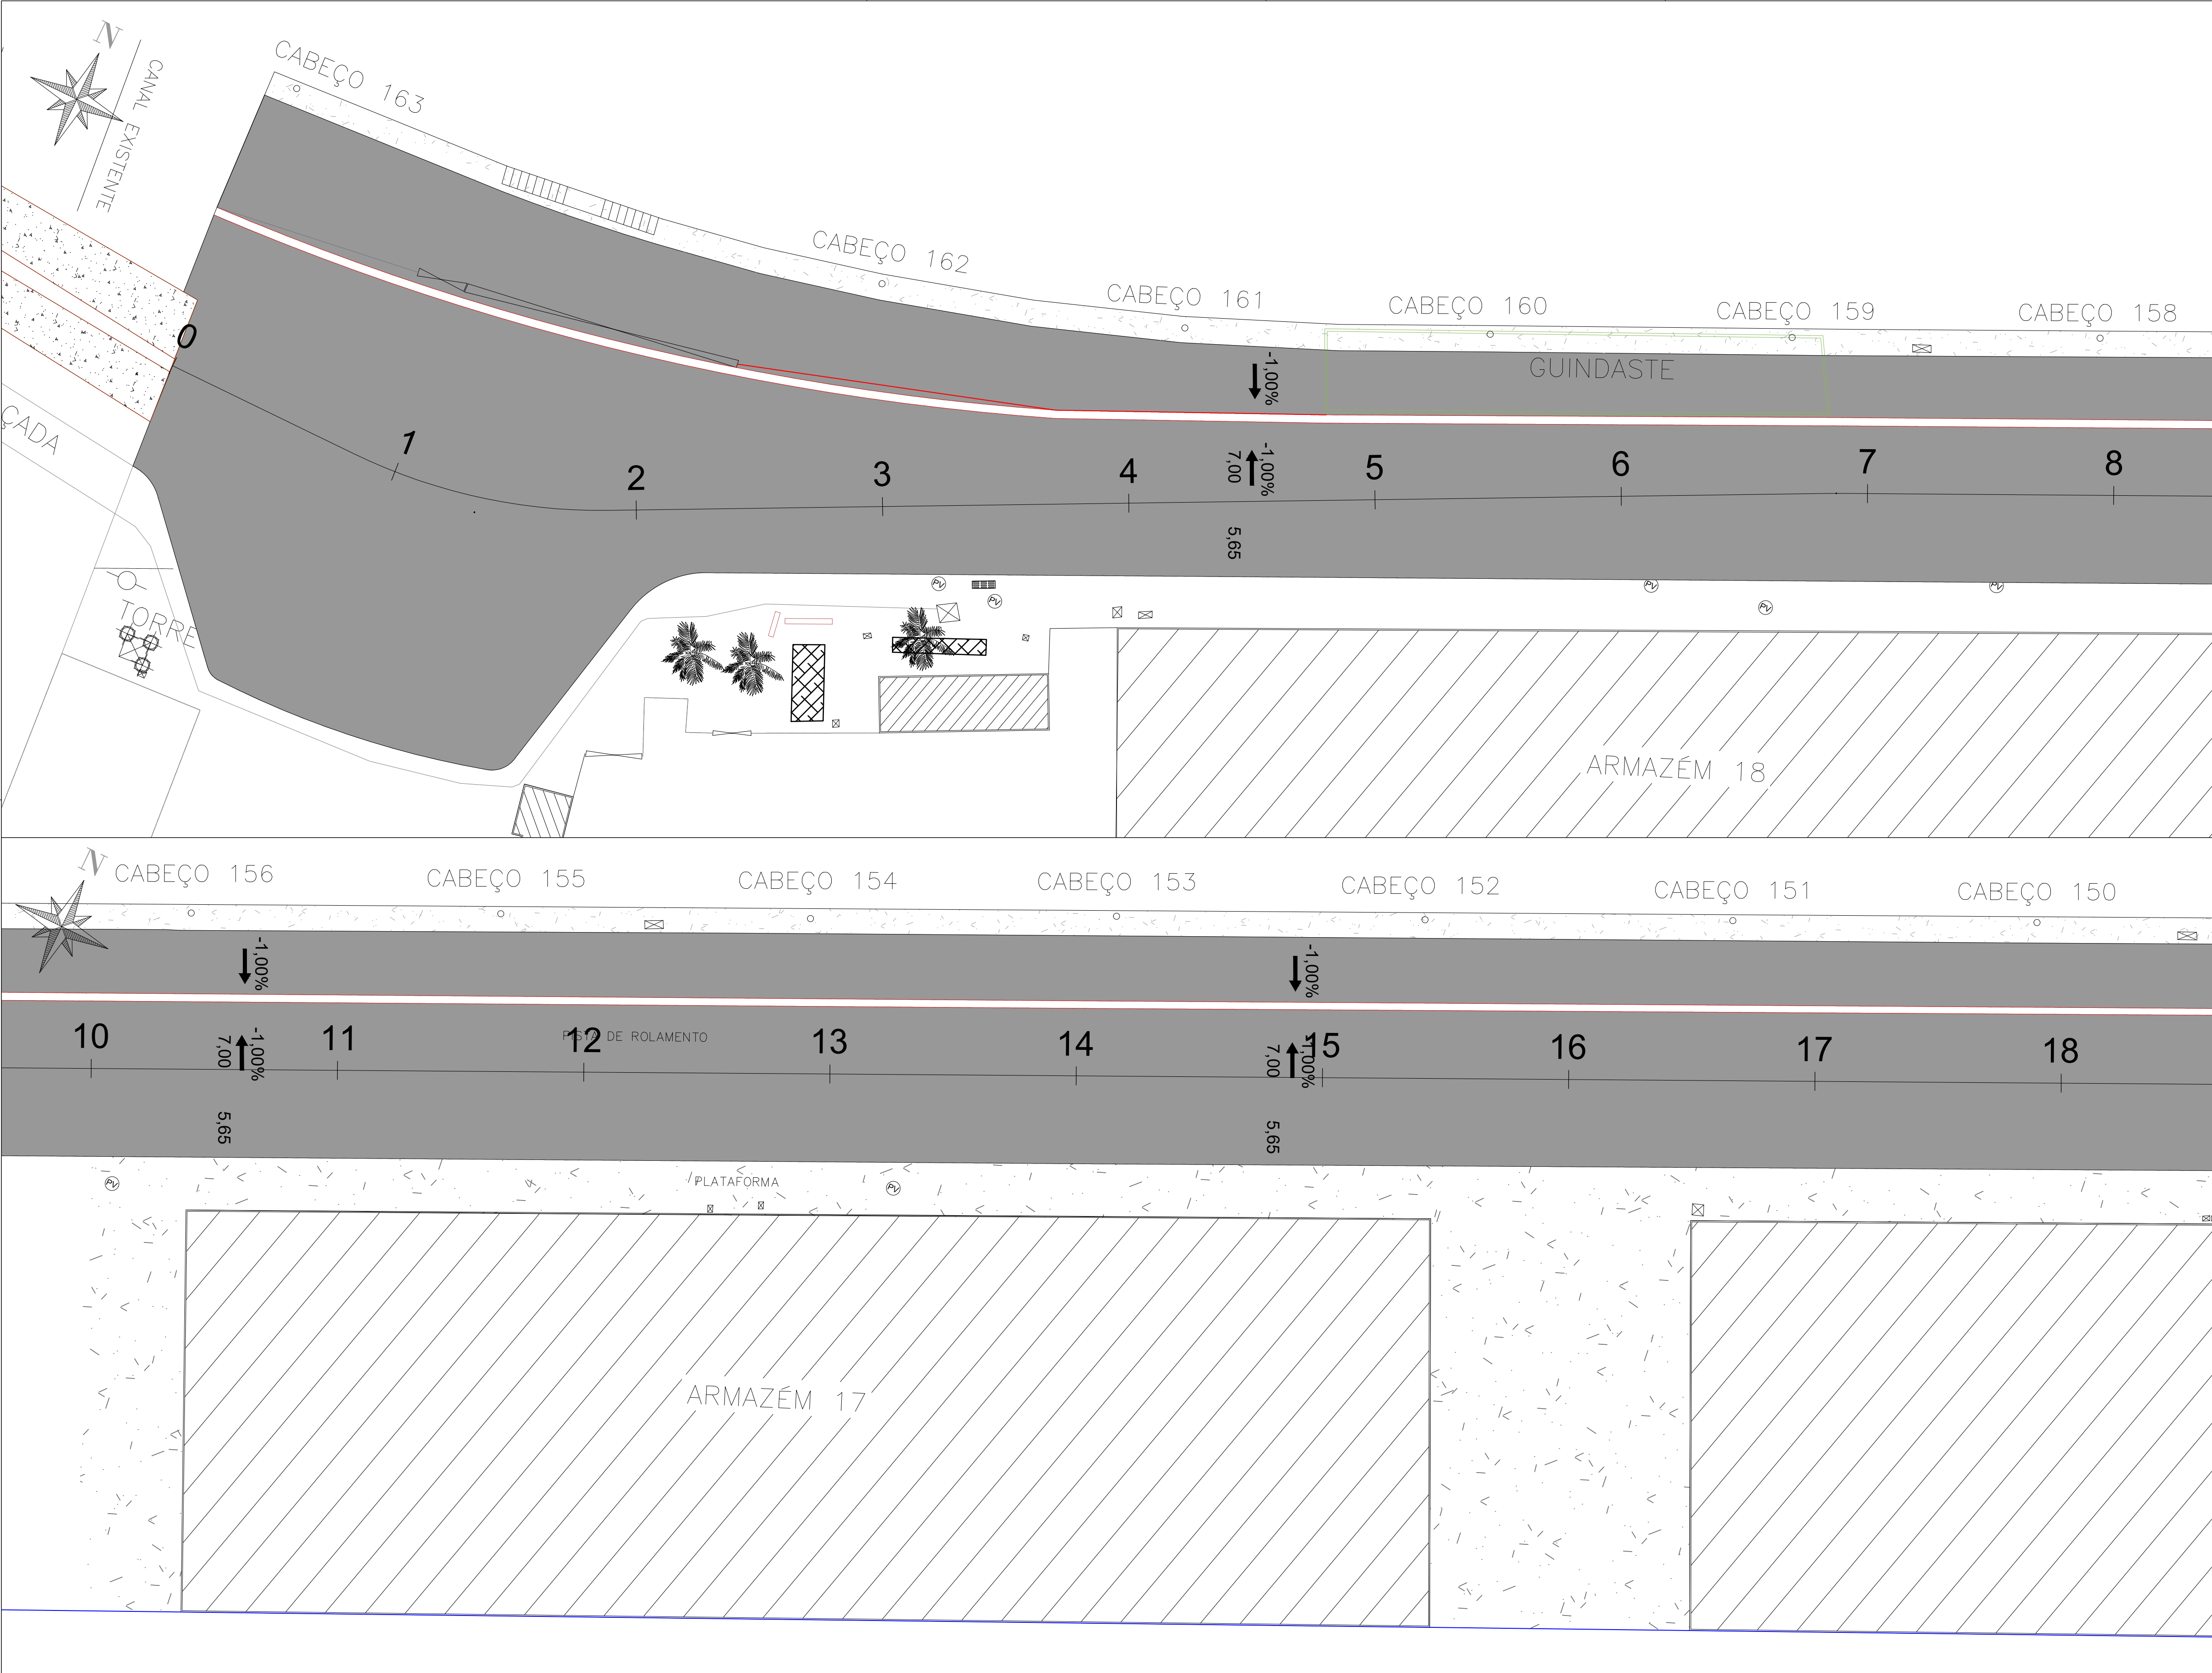 N
CANAL EXISTENTE
CABEÇO 163
CABEÇO 162
CABEÇO 161
CABEÇO 160
CABEÇO 159
CABEÇO 158
GUINDASTE
-1,00%
0
1
2
3
4
5
6
7
8
-1,00%
7,00
5,65
ÇADA
TORRE
PV
PV
PV
PV
PV
ARMAZÉM 18
N
CABEÇO 156
CABEÇO 155
CABEÇO 154
CABEÇO 153
CABEÇO 152
CABEÇO 151
CABEÇO 150
-1,00%
-1,00%
10
11
12
13
14
15
16
17
18
PISTA DE ROLAMENTO
-1,00%
7,00
-1,00%
7,00
5,65
5,65
PV
PLATAFORMA
PV
ARMAZÉM 17